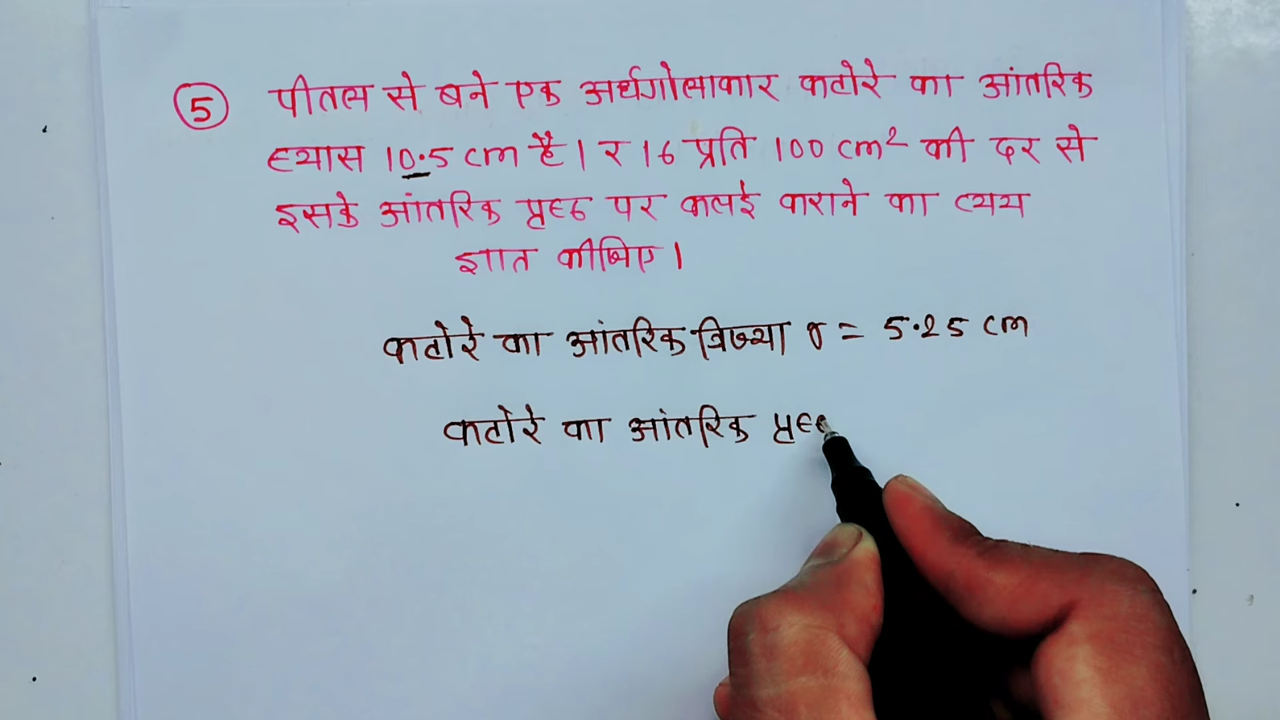 5 पीतल से बने एक अर्धगोलाकार कटोरे का आंतरिक
व्यास 10.5 cm है। ₹ 16 प्रति 100 cm² की दर से
इसके आंतरिक पृष्ठ पर कलई कराने का व्यय
ज्ञात कीजिए।
कटोरे का आंतरिक त्रिज्या r = 5.25 cm
कटोरे का आंतरिक